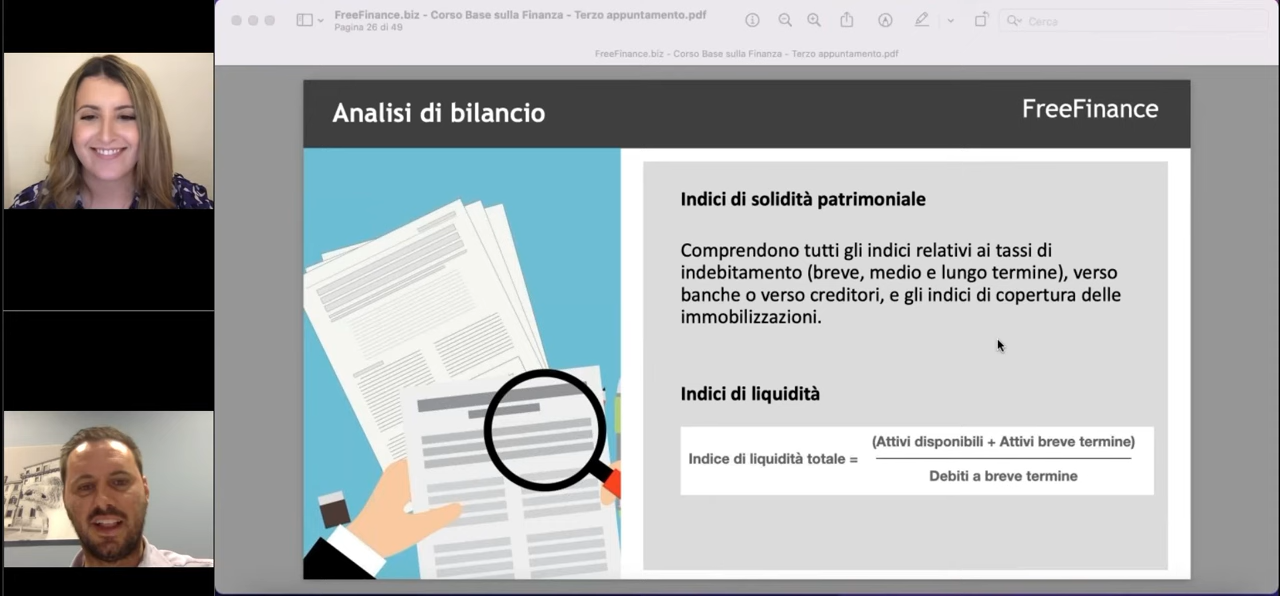 FreeFinance.biz - Corso Base sulla Finanza - Terzo appuntamento.pdf
Pagina 26 di 49
Cerca
FreeFinance.biz - Corso Base sulla Finanza - Terzo appuntamento.pdf
Analisi di bilancio
FreeFinance
Indici di solidità patrimoniale
Comprendono tutti gli indici relativi ai tassi di
indebitamento (breve, medio e lungo termine), verso
banche o verso creditori, e gli indici di copertura delle
immobilizzazioni.
Indici di liquidità
(Attivi disponibili + Attivi breve termine)
Indice di liquidità totale =
Debiti a breve termine